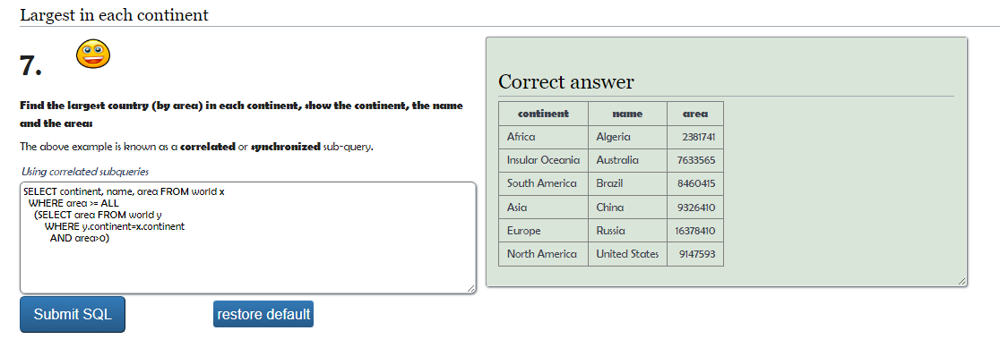 Largest in each continent
7.
Find the largest country (by area) in each continent, show the continent, the name
and the area:
The above example is known as a correlated or synchronized sub-query.
Using correlated subqueries
SELECT continent, name, area FROM world x
WHERE area >= ALL
(SELECT area FROM world y
WHERE y.continent=x.continent
AND area>0)
Submit SQL
restore default
Correct answer
continent name area
Africa Algeria 2381741
Insular Oceania Australia 7633565
South America Brazil 8460415
Asia China 9326410
Europe Russia 16378410
North America United States 9147593